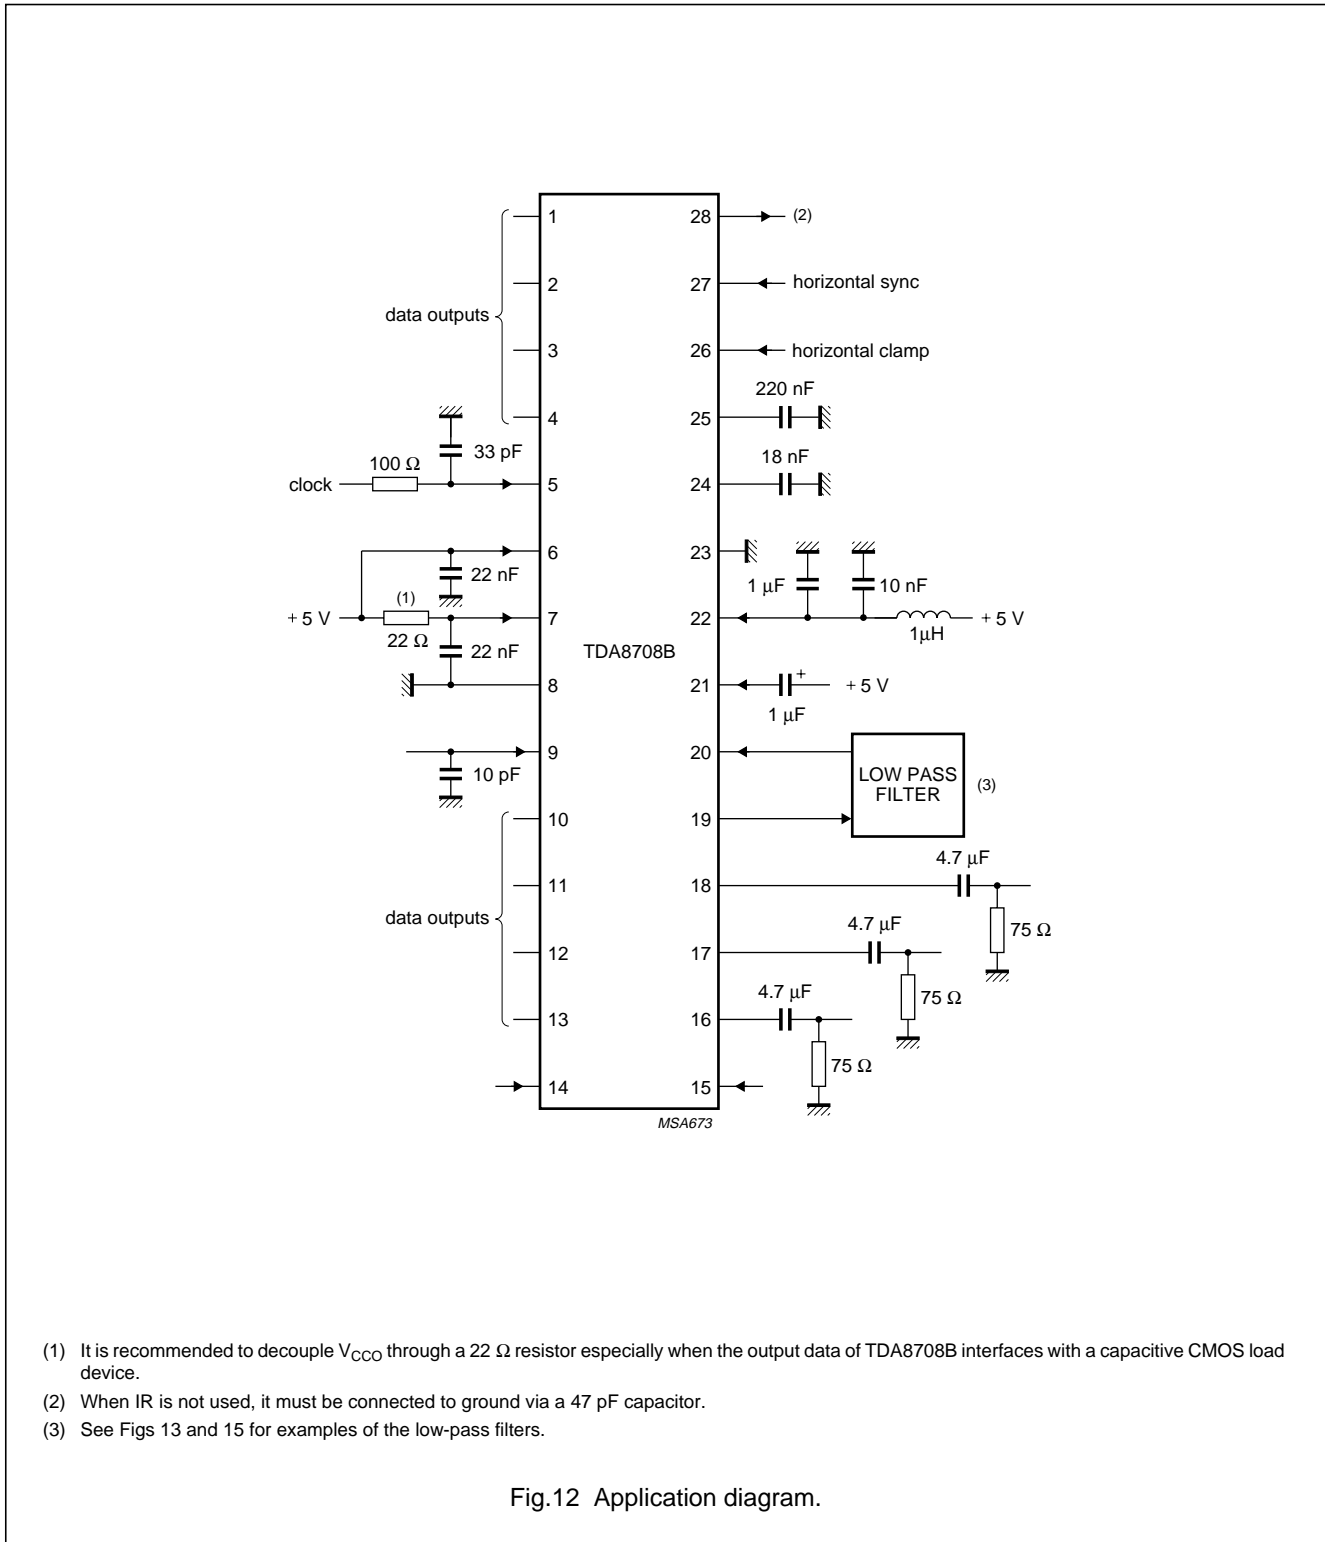 1 28 (2)
2 27 horizontal sync
data outputs
3 26 horizontal clamp
220 nF
4 25
33 pF 18 nF
100 Ω
clock 5 24
6 23
22 nF 1 µF 10 nF
(1)
+ 5 V 7 22 + 5 V
22 Ω 1µH
22 nF TDA8708B
8 21 + + 5 V
1 µF
9 20
10 pF LOW PASS
FILTER (3)
10 19
4.7 µF
11 18
data outputs 4.7 µF 75 Ω
12 17
4.7 µF 75 Ω
13 16
75 Ω
14 15
MSA673
(1) It is recommended to decouple VCCO through a 22 Ω resistor especially when the output data of TDA8708B interfaces with a capacitive CMOS load
device.
(2) When IR is not used, it must be connected to ground via a 47 pF capacitor.
(3) See Figs 13 and 15 for examples of the low-pass filters.
Fig.12 Application diagram.